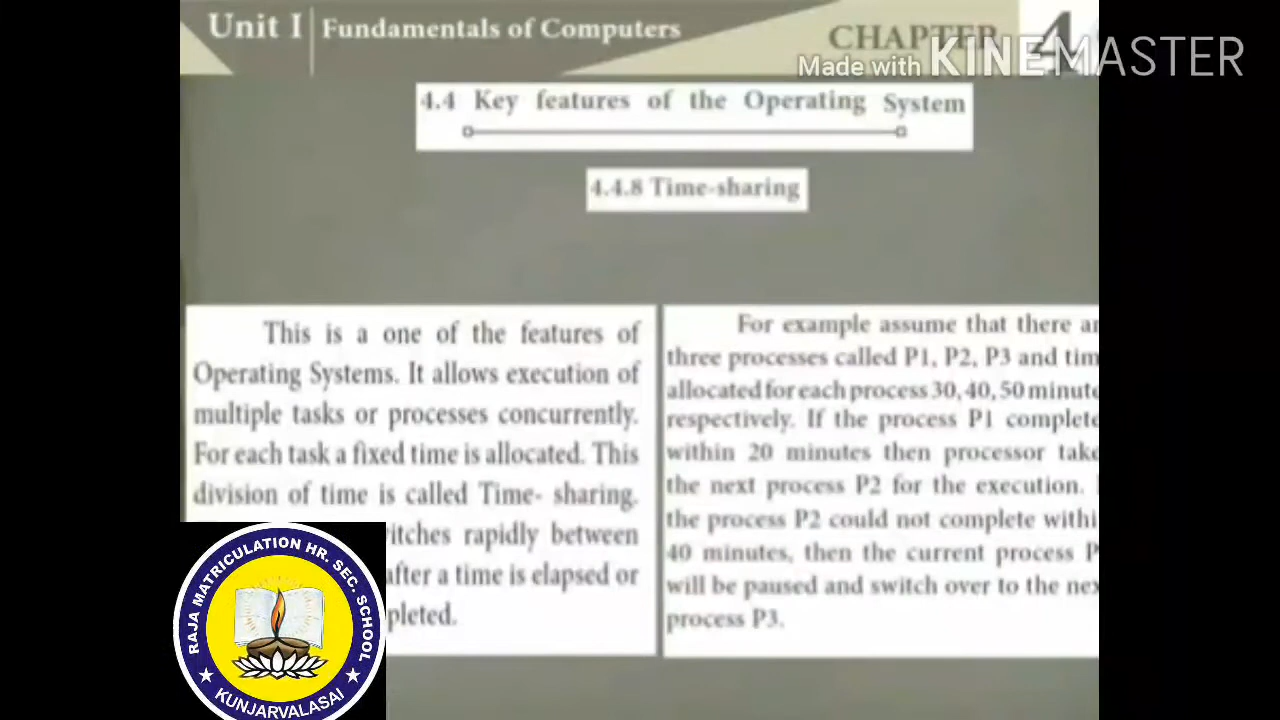 Unit I Fundamentals of Computers
CHAPTER 4
Made with KINEMASTER
4.4 Key features of the Operating System
4.4.8 Time-sharing
This is a one of the features of
Operating Systems. It allows execution of
multiple tasks or processes concurrently.
For each task a fixed time is allocated. This
division of time is called Time- sharing.
itches rapidly between
after a time is elapsed or
pleted.
For example assume that there ar
three processes called P1, P2, P3 and tim
allocated for each process 30, 40, 50 minute
respectively. If the process P1 complete
within 20 minutes then processor take
the next process P2 for the execution.
the process P2 could not complete withi
40 minutes, then the current process P
will be paused and switch over to the nex
process P3.
RAJA MATRICULATION HR. SEC. SCHOOL
KUNJARVALASAI